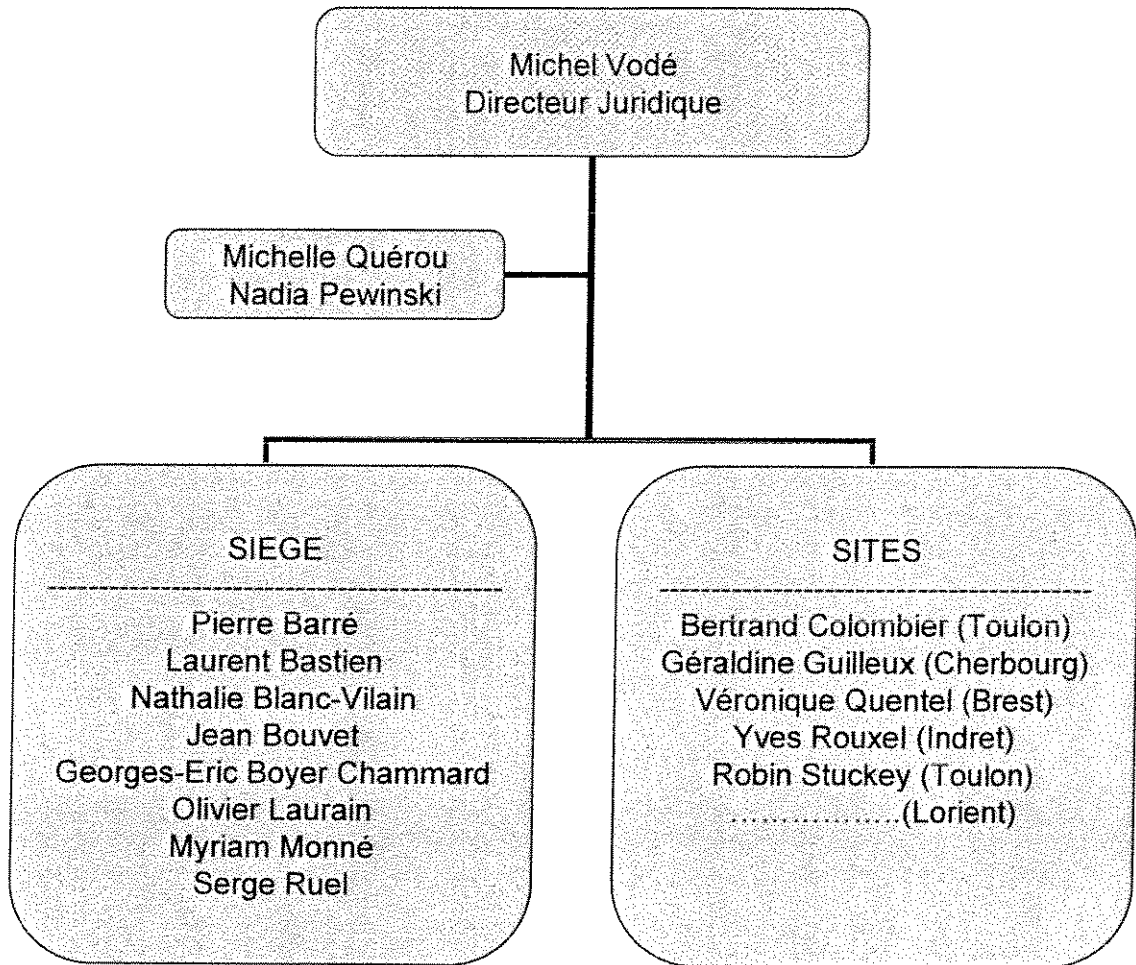 Michel Vodé
Directeur Juridique
Michelle Quérou
Nadia Pewinski
SIEGE
--------------------------------------------------
Pierre Barré
Laurent Bastien
Nathalie Blanc-Vilain
Jean Bouvet
Georges-Eric Boyer Chammard
Olivier Laurain
Myriam Monné
Serge Ruel
SITES
--------------------------------------------------
Bertrand Colombier (Toulon)
Géraldine Guilleux (Cherbourg)
Véronique Quentel (Brest)
Yves Rouxel (Indret)
Robin Stuckey (Toulon)
………………..(Lorient)